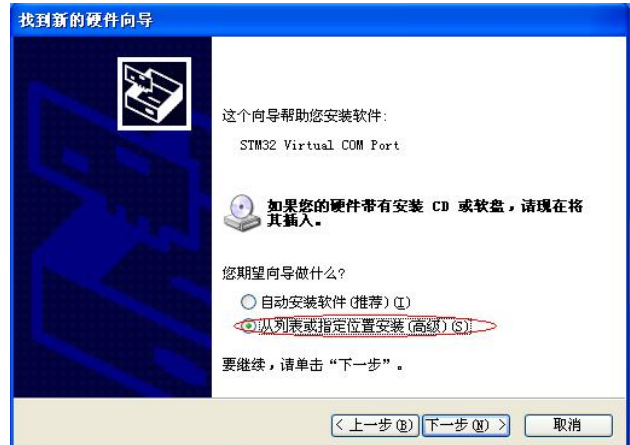 找到新的硬件向导
这个向导帮助您安装软件:
STM32 Virtual COM Port
如果您的硬件带有安装 CD 或软盘，请现在将
其插入。
您期望向导做什么?
自动安装软件(推荐)(I)
从列表或指定位置安装(高级)(S)
要继续，请单击“下一步”。
< 上一步(B) 下一步(N) > 取消